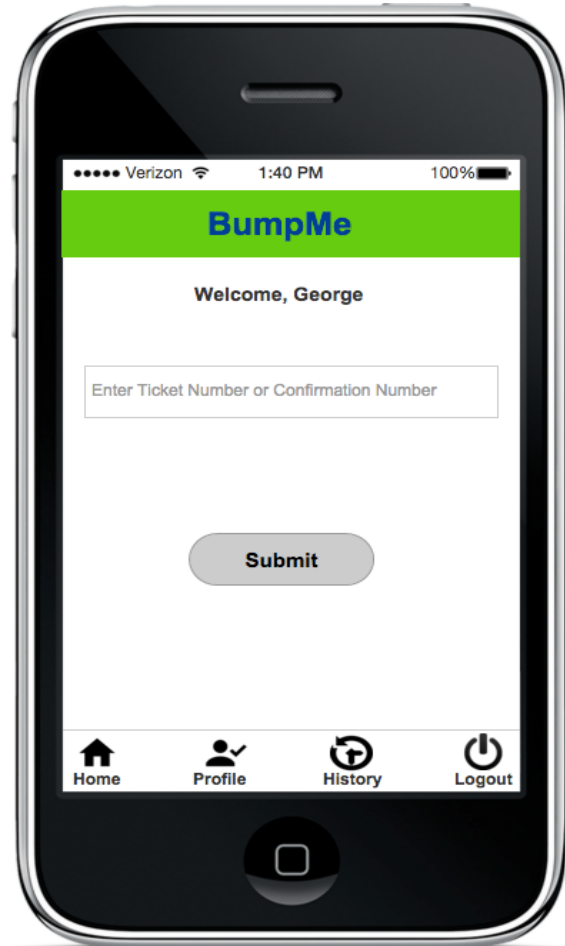 Verizon 1:40 PM 100%
BumpMe
Welcome, George
Enter Ticket Number or Confirmation Number
Submit
Home Profile History Logout